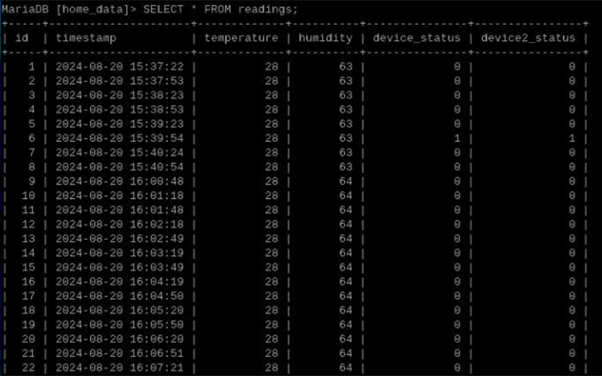 MariaDB [home_data]> SELECT * FROM readings;
+----+---------------------+-------------+----------+---------------+----------------+
| id | timestamp | temperature | humidity | device_status | device2_status |
+----+---------------------+-------------+----------+---------------+----------------+
| 1 | 2024-08-20 15:37:22 | 28 | 63 | 0 | 0 |
| 2 | 2024-08-20 15:37:53 | 28 | 63 | 0 | 0 |
| 3 | 2024-08-20 15:38:23 | 28 | 63 | 0 | 0 |
| 4 | 2024-08-20 15:38:53 | 28 | 63 | 0 | 0 |
| 5 | 2024-08-20 15:39:23 | 28 | 63 | 0 | 0 |
| 6 | 2024-08-20 15:39:54 | 28 | 63 | 1 | 1 |
| 7 | 2024-08-20 15:40:24 | 28 | 63 | 0 | 0 |
| 8 | 2024-08-20 15:40:54 | 28 | 63 | 0 | 0 |
| 9 | 2024-08-20 16:00:48 | 28 | 64 | 0 | 0 |
| 10 | 2024-08-20 16:01:18 | 28 | 64 | 0 | 0 |
| 11 | 2024-08-20 16:01:48 | 28 | 64 | 0 | 0 |
| 12 | 2024-08-20 16:02:18 | 28 | 64 | 0 | 0 |
| 13 | 2024-08-20 16:02:49 | 28 | 64 | 0 | 0 |
| 14 | 2024-08-20 16:03:19 | 28 | 64 | 0 | 0 |
| 15 | 2024-08-20 16:03:49 | 28 | 64 | 0 | 0 |
| 16 | 2024-08-20 16:04:19 | 28 | 64 | 0 | 0 |
| 17 | 2024-08-20 16:04:50 | 28 | 64 | 0 | 0 |
| 18 | 2024-08-20 16:05:20 | 28 | 64 | 0 | 0 |
| 19 | 2024-08-20 16:05:50 | 28 | 64 | 0 | 0 |
| 20 | 2024-08-20 16:06:20 | 28 | 64 | 0 | 0 |
| 21 | 2024-08-20 16:06:51 | 28 | 64 | 0 | 0 |
| 22 | 2024-08-20 16:07:21 | 28 | 64 | 0 | 0 |